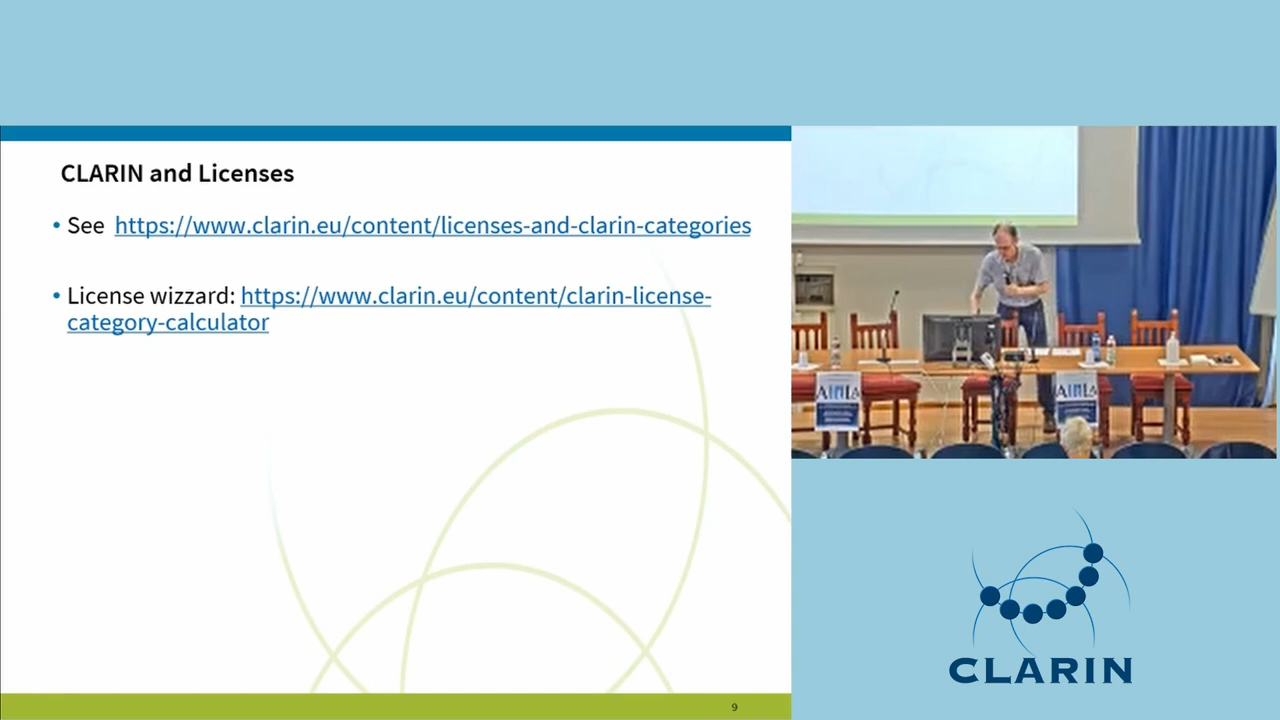 CLARIN and Licenses
• See https://www.clarin.eu/content/licenses-and-clarin-categories
• License wizzard: https://www.clarin.eu/content/clarin-license-
category-calculator
9
CLARIN